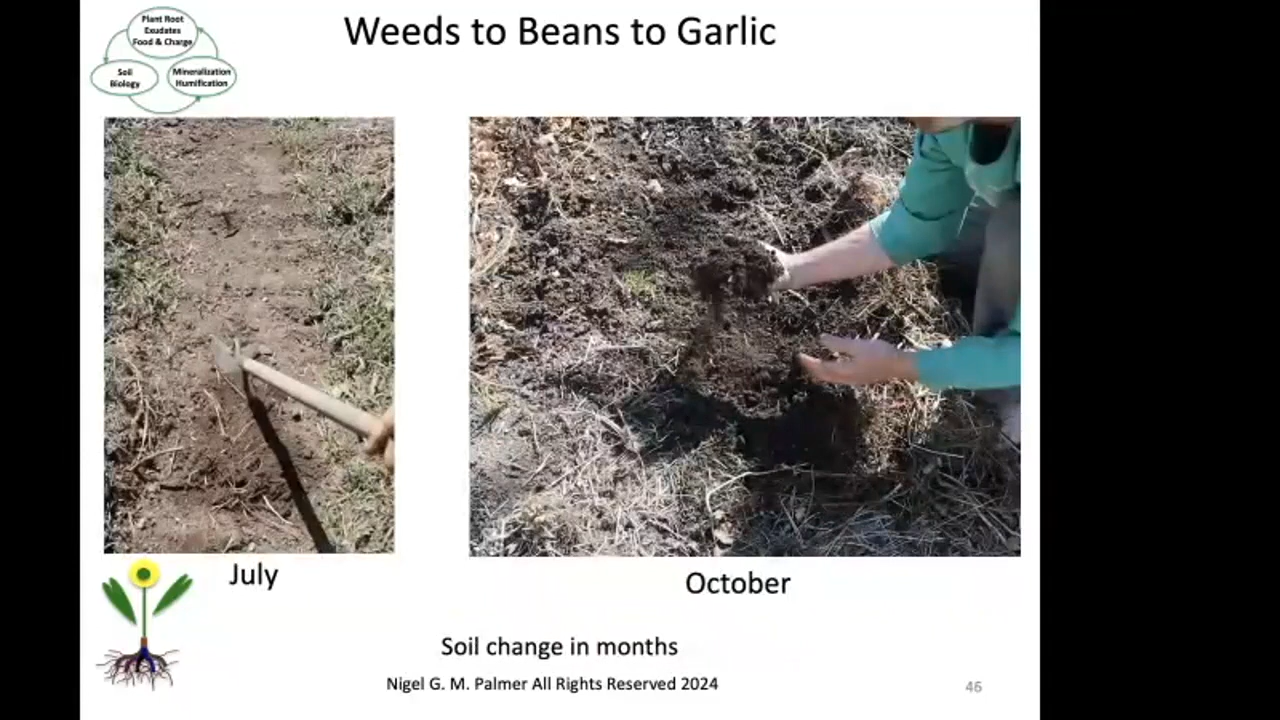 Plant Root
Exudates
Food & Charge
Soil
Biology
Mineralization
Humification
Weeds to Beans to Garlic
July
October
Soil change in months
Nigel G. M. Palmer All Rights Reserved 2024
46